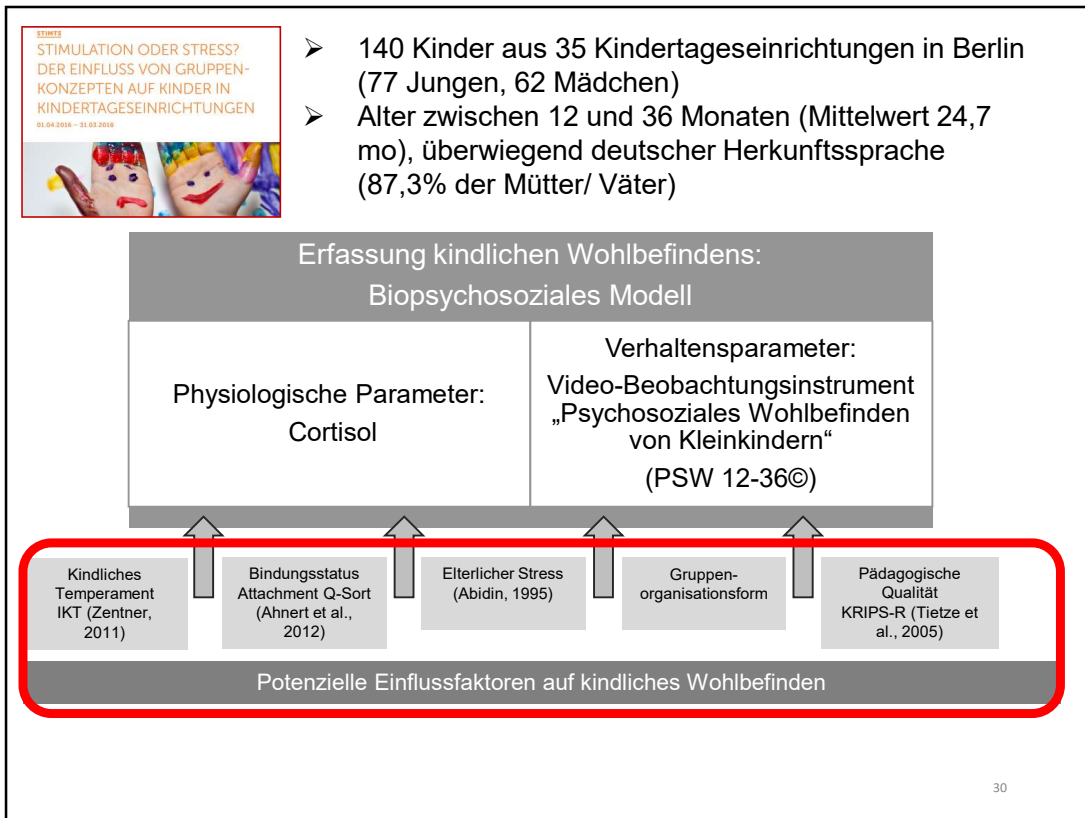 STIMTS
STIMULATION ODER STRESS?
DER EINFLUSS VON GRUPPEN-
KONZEPTEN AUF KINDER IN
KINDERTAGESEINRICHTUNGEN
01.04.2016 – 31.03.2016
➢ 140 Kinder aus 35 Kindertageseinrichtungen in Berlin
(77 Jungen, 62 Mädchen)
➢ Alter zwischen 12 und 36 Monaten (Mittelwert 24,7
mo), überwiegend deutscher Herkunftssprache
(87,3% der Mütter/ Väter)
Erfassung kindlichen Wohlbefindens:
Biopsychosoziales Modell
Physiologische Parameter:
Cortisol
Verhaltensparameter:
Video-Beobachtungsinstrument
„Psychosoziales Wohlbefinden
von Kleinkindern“
(PSW 12-36©)
Kindliches
Temperament
IKT (Zentner,
2011)
Bindungsstatus
Attachment Q-Sort
(Ahnert et al.,
2012)
Elterlicher Stress
(Abidin, 1995)
Gruppen-
organisationsform
Pädagogische
Qualität
KRIPS-R (Tietze et
al., 2005)
Potenzielle Einflussfaktoren auf kindliches Wohlbefinden
30